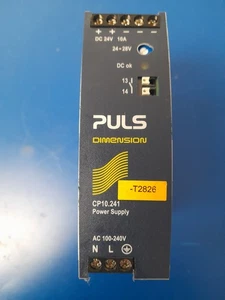 + + - - -
DC 24V 10A
24 - 28V
DC ok
13
14
PULS
DIMENSION
-T2826
CP10.241
Power Supply
AC 100-240V
N L